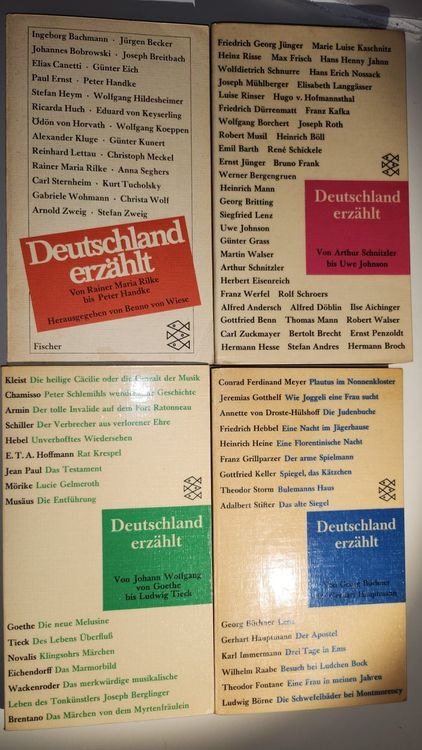 Ingeborg Bachmann · Jürgen Becker
Johannes Bobrowski · Joseph Breitbach
Elias Canetti · Günter Eich
Paul Ernst · Peter Handke
Stefan Heym · Wolfgang Hildesheimer
Ricarda Huch · Eduard von Keyserling
Ödön von Horvath · Wolfgang Koeppen
Alexander Kluge · Günter Kunert
Reinhard Lettau · Christoph Meckel
Rainer Maria Rilke · Anna Seghers
Carl Sternheim · Kurt Tucholsky
Gabriele Wohmann · Christa Wolf
Arnold Zweig · Stefan Zweig
Deutschland
erzählt
Von Rainer Maria Rilke
bis Peter Handke
Herausgegeben von Benno von Wiese
Fischer
Friedrich Georg Jünger Marie Luise Kaschnitz
Heinz Risse Max Frisch Hans Henny Jahnn
Wolfdietrich Schnurre Hans Erich Nossack
Joseph Mühlberger Elisabeth Langgässer
Luise Rinser Hugo v. Hofmannsthal
Friedrich Dürrenmatt Franz Kafka
Wolfgang Borchert Joseph Roth
Robert Musil Heinrich Böll
Emil Barth René Schickele
Ernst Jünger Bruno Frank
Werner Bergengruen
Heinrich Mann
Georg Britting
Siegfried Lenz
Uwe Johnson
Günter Grass
Martin Walser
Arthur Schnitzler
Herbert Eisenreich
Franz Werfel Rolf Schroers
Alfred Andersch Alfred Döblin Ilse Aichinger
Gottfried Benn Thomas Mann Robert Walser
Carl Zuckmayer Bertolt Brecht Ernst Penzoldt
Hermann Hesse Stefan Andres Hermann Broch
Deutschland
erzählt
Von Arthur Schnitzler
bis Uwe Johnson
Kleist Die heilige Cäcilie oder die Gewalt der Musik
Chamisso Peter Schlemihls wundersame Geschichte
Arnim Der tolle Invalide auf dem Fort Ratonneau
Schiller Der Verbrecher aus verlorener Ehre
Hebel Unverhofftes Wiedersehen
E. T. A. Hoffmann Rat Krespel
Jean Paul Das Testament
Mörike Lucie Gelmeroth
Musäus Die Entführung
Deutschland
erzählt
Von Johann Wolfgang
von Goethe
bis Ludwig Tieck
Goethe Die neue Melusine
Tieck Des Lebens Überfluß
Novalis Klingsohrs Märchen
Eichendorff Das Marmorbild
Wackenroder Das merkwürdige musikalische
Leben des Tonkünstlers Joseph Berglinger
Brentano Das Märchen von dem Myrtenfräulein
Conrad Ferdinand Meyer Plautus im Nonnenkloster
Jeremias Gotthelf Wie Joggeli eine Frau sucht
Annette von Droste-Hülshoff Die Judenbuche
Friedrich Hebbel Eine Nacht im Jägerhause
Heinrich Heine Eine Florentinische Nacht
Franz Grillparzer Der arme Spielmann
Gottfried Keller Spiegel, das Kätzchen
Theodor Storm Bulemanns Haus
Adalbert Stifter Das alte Siegel
Deutschland
erzählt
Von Georg Büchner
bis Gerhart Hauptmann
Georg Büchner Lenz
Gerhart Hauptmann Der Apostel
Karl Immermann Drei Tage in Ems
Wilhelm Raabe Besuch bei Ludchen Bock
Theodor Fontane Eine Frau in meinen Jahren
Ludwig Börne Die Schwefelbäder bei Montmorency